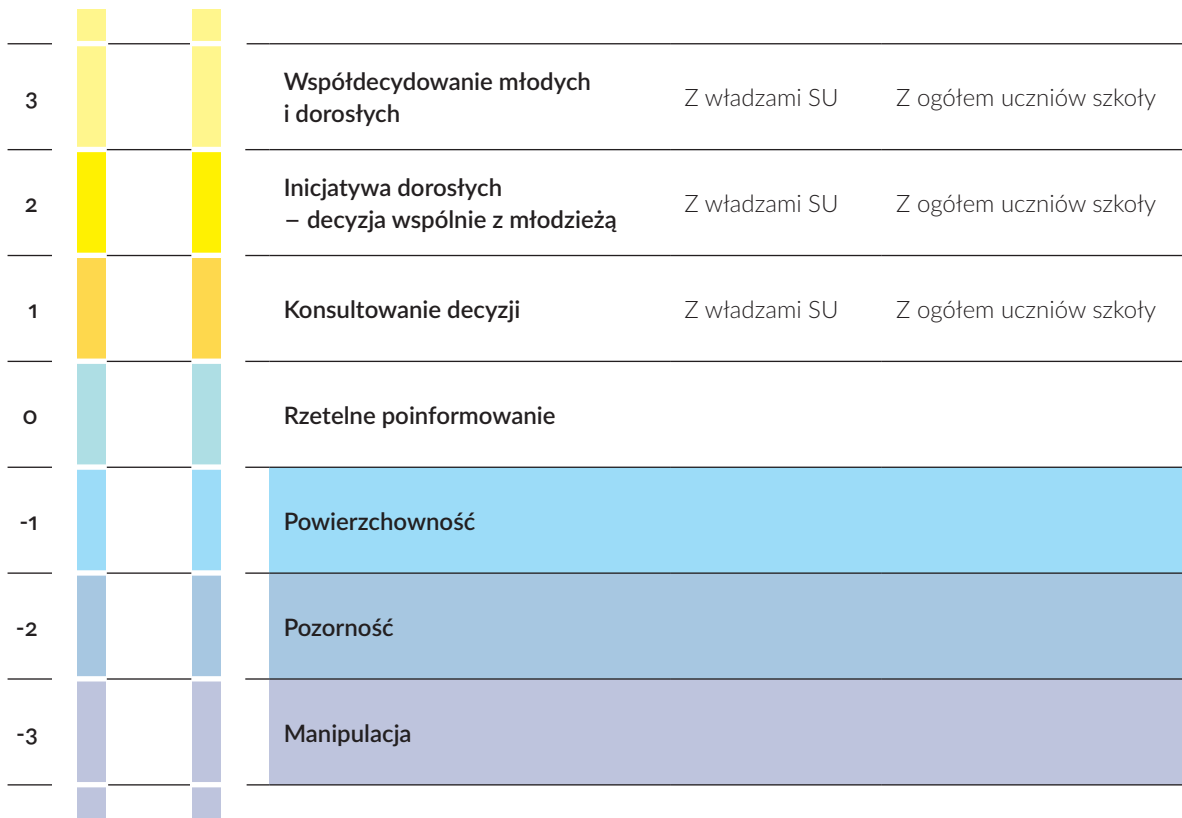 3
Współdecydowanie młodych
i dorosłych
Z władzami SU
Z ogółem uczniów szkoły
2
Inicjatywa dorosłych
– decyzja wspólnie z młodzieżą
Z władzami SU
Z ogółem uczniów szkoły
1
Konsultowanie decyzji
Z władzami SU
Z ogółem uczniów szkoły
0
Rzetelne poinformowanie
-1
Powierzchowność
-2
Pozorność
-3
Manipulacja